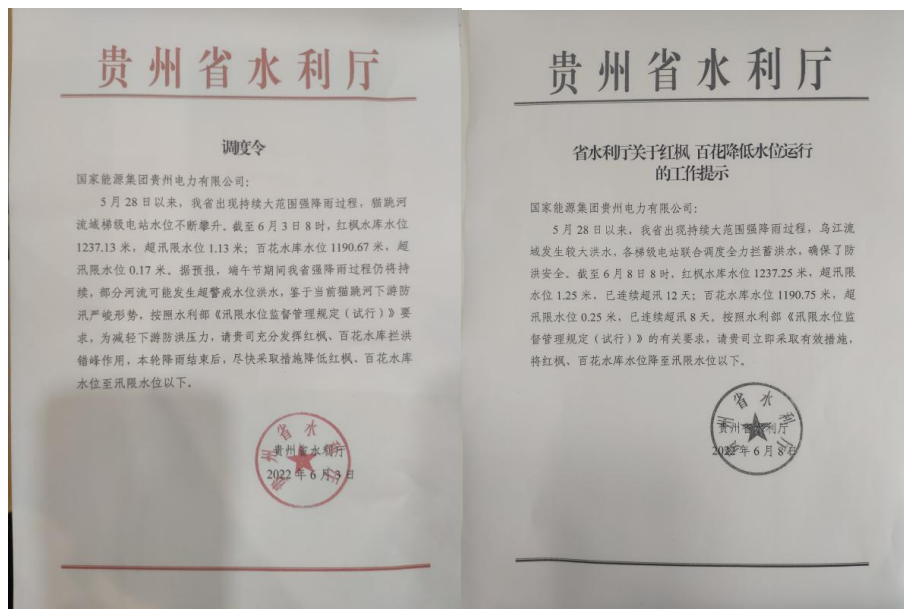 贵州省水利厅
调度令
国家能源集团贵州电力有限公司：
5月28日以来，我省出现持续大范围强降雨过程，猫跳河
流域梯级电站水位不断攀升。截至6月3日8时，红枫水库水位
1237.13米，超汛限水位1.13米；百花水库水位1190.67米，超
汛限水位0.17米。据预报，端午节期间我省强降雨过程仍将持
续，部分河流可能发生超警戒水位洪水，鉴于当前猫跳河下游防
汛严峻形势，按照水利部《汛限水位监督管理规定（试行）》要
求，为减轻下游防洪压力，请贵司充分发挥红枫、百花水库拦洪
错峰作用，本轮降雨结束后，尽快采取措施降低红枫、百花水库
水位至汛限水位以下。
贵州省水利厅
2022年6月3日
贵州省水利厅
贵州省水利厅
省水利厅关于红枫 百花降低水位运行
的工作提示
国家能源集团贵州电力有限公司：
5月28日以来，我省出现持续大范围强降雨过程，乌江流
域发生较大洪水，各梯级电站联合调度全力拦蓄洪水，确保了防
洪安全。截至6月8日8时，红枫水库水位1237.25米，超汛限
水位1.25米，已连续超汛12天；百花水库水位1190.75米，超
汛限水位0.25米，已连续超汛8天。按照水利部《汛限水位监
督管理规定（试行）》的有关要求，请贵司立即采取有效措施，
将红枫、百花水库水位降至汛限水位以下。
贵州省水利厅
2022年6月8日
贵州省水利厅